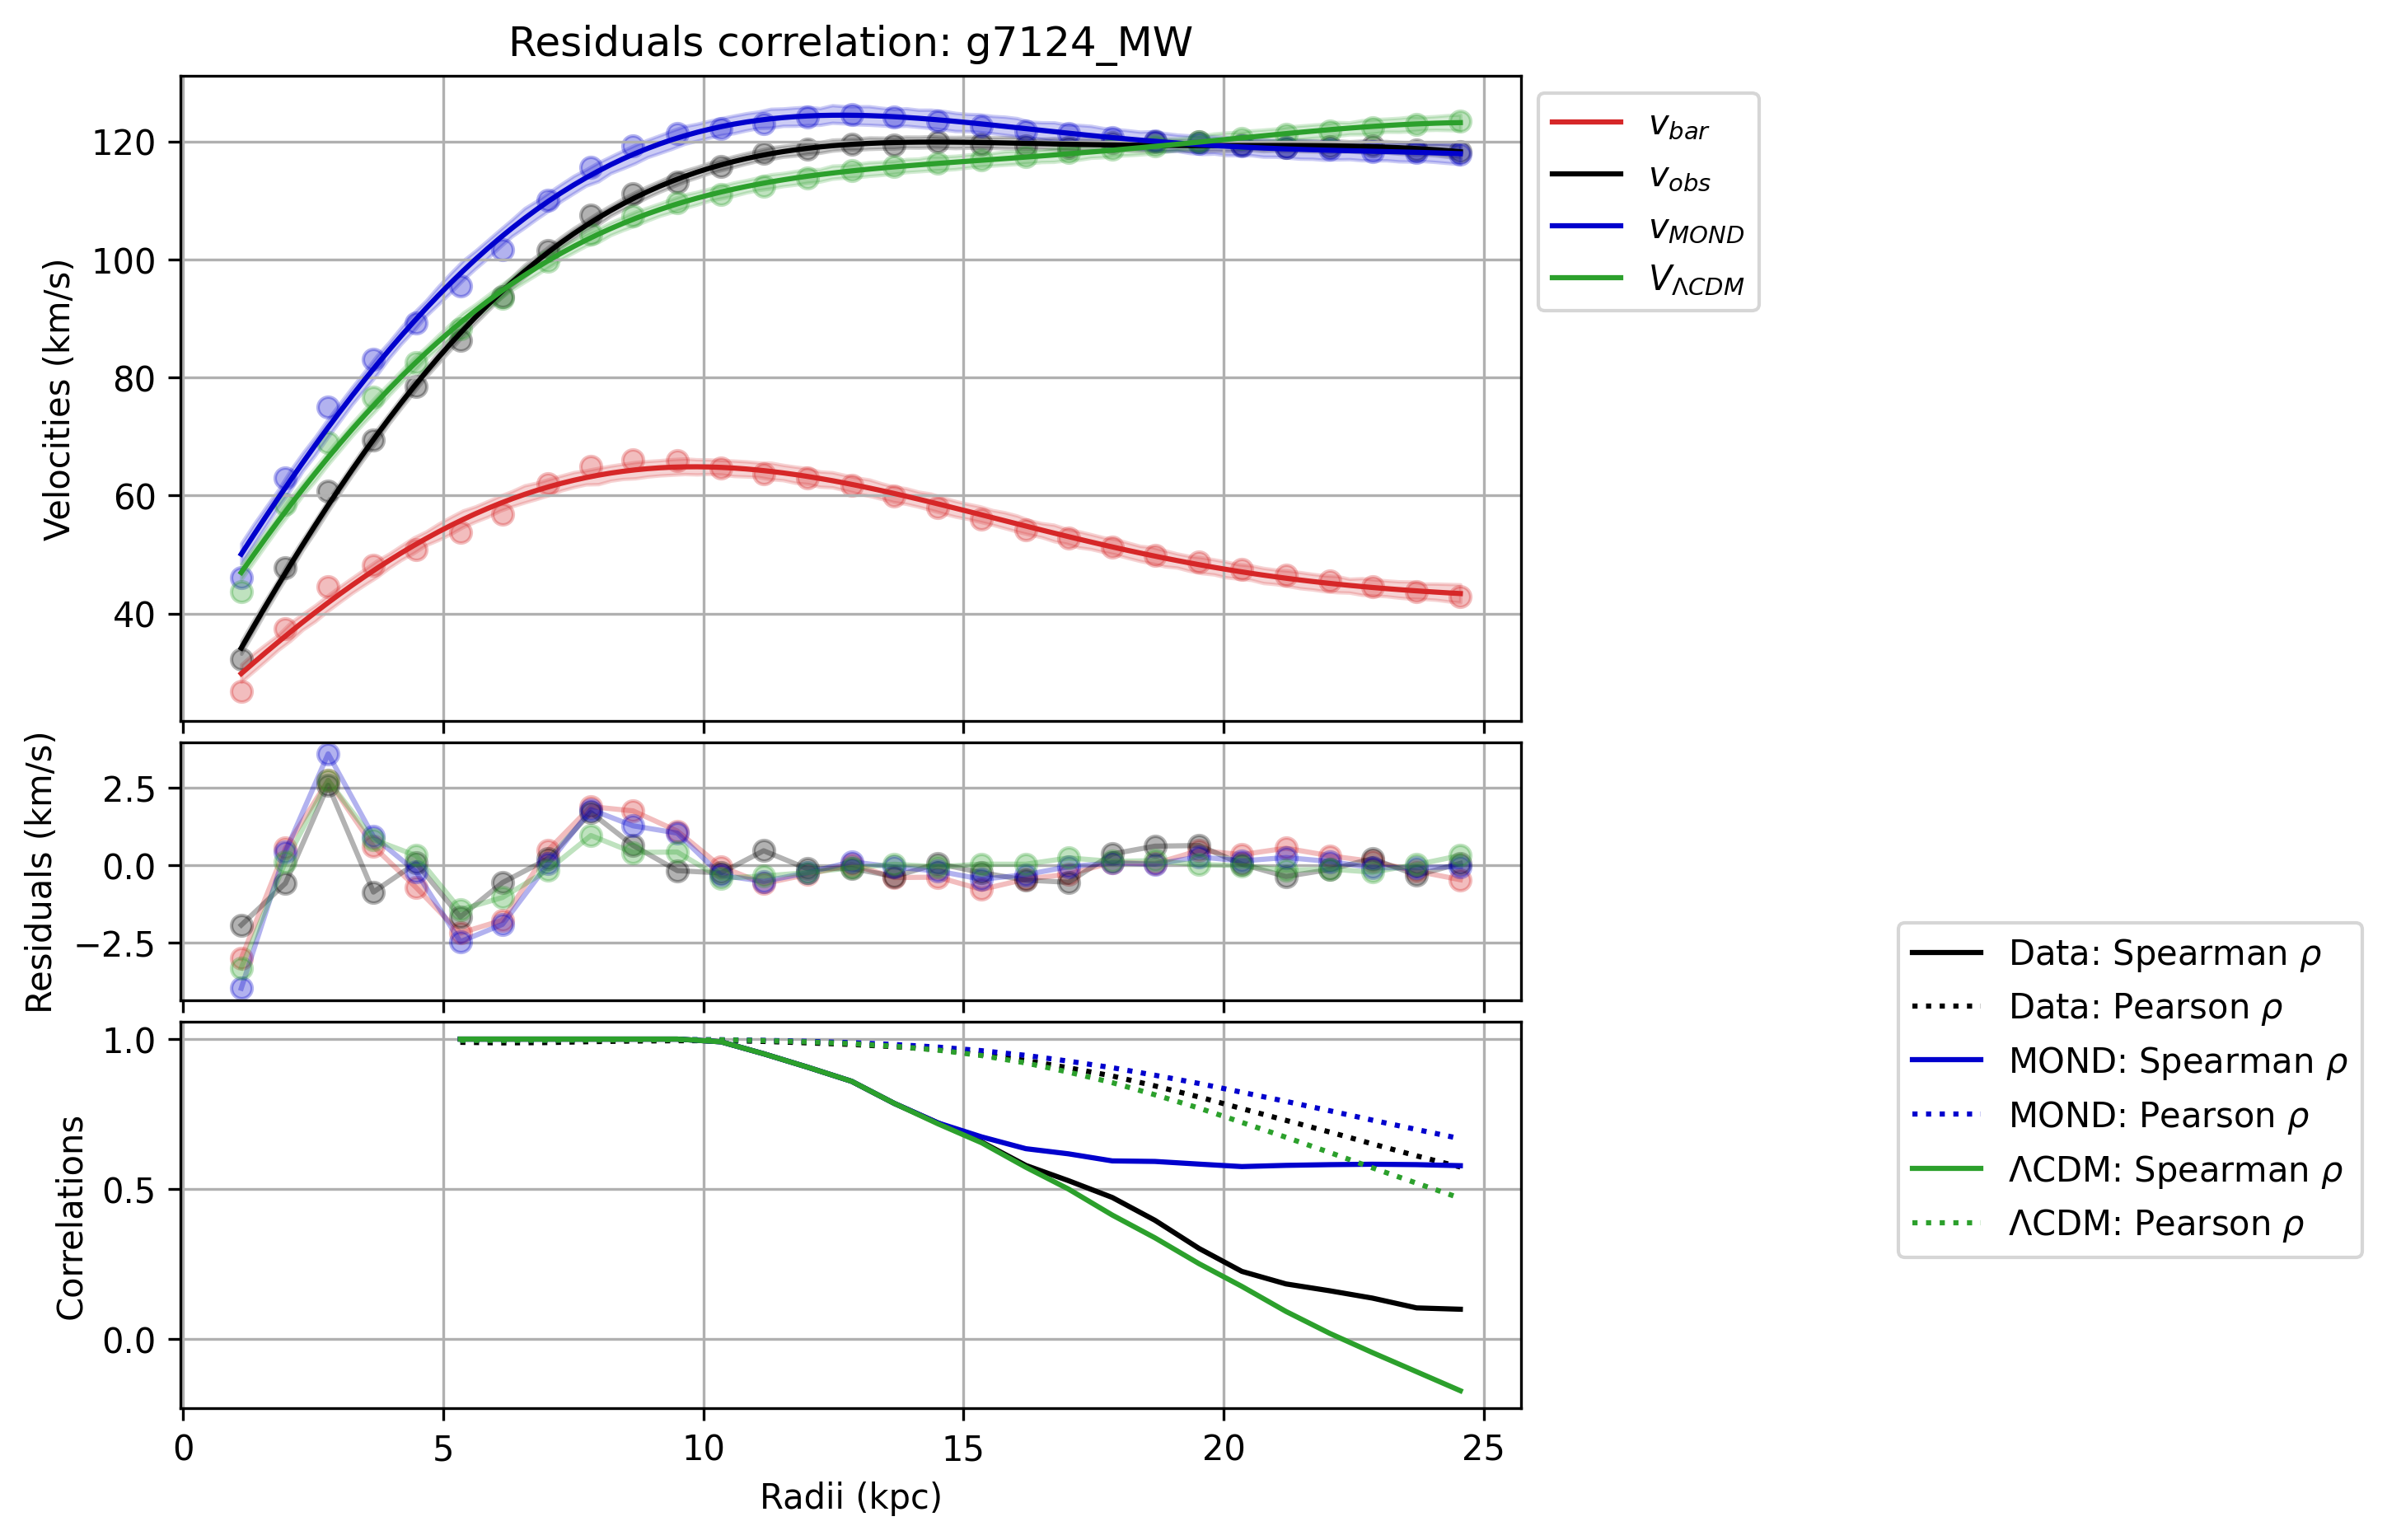 Residuals correlation: g7124_MW
Velocities (km/s)
120
100
80
60
40
v_bar
v_obs
v_MOND
V_ΛCDM
Residuals (km/s)
2.5
0.0
−2.5
Correlations
1.0
0.5
0.0
0 5 10 15 20 25
Radii (kpc)
Data: Spearman ρ
Data: Pearson ρ
MOND: Spearman ρ
MOND: Pearson ρ
ΛCDM: Spearman ρ
ΛCDM: Pearson ρ